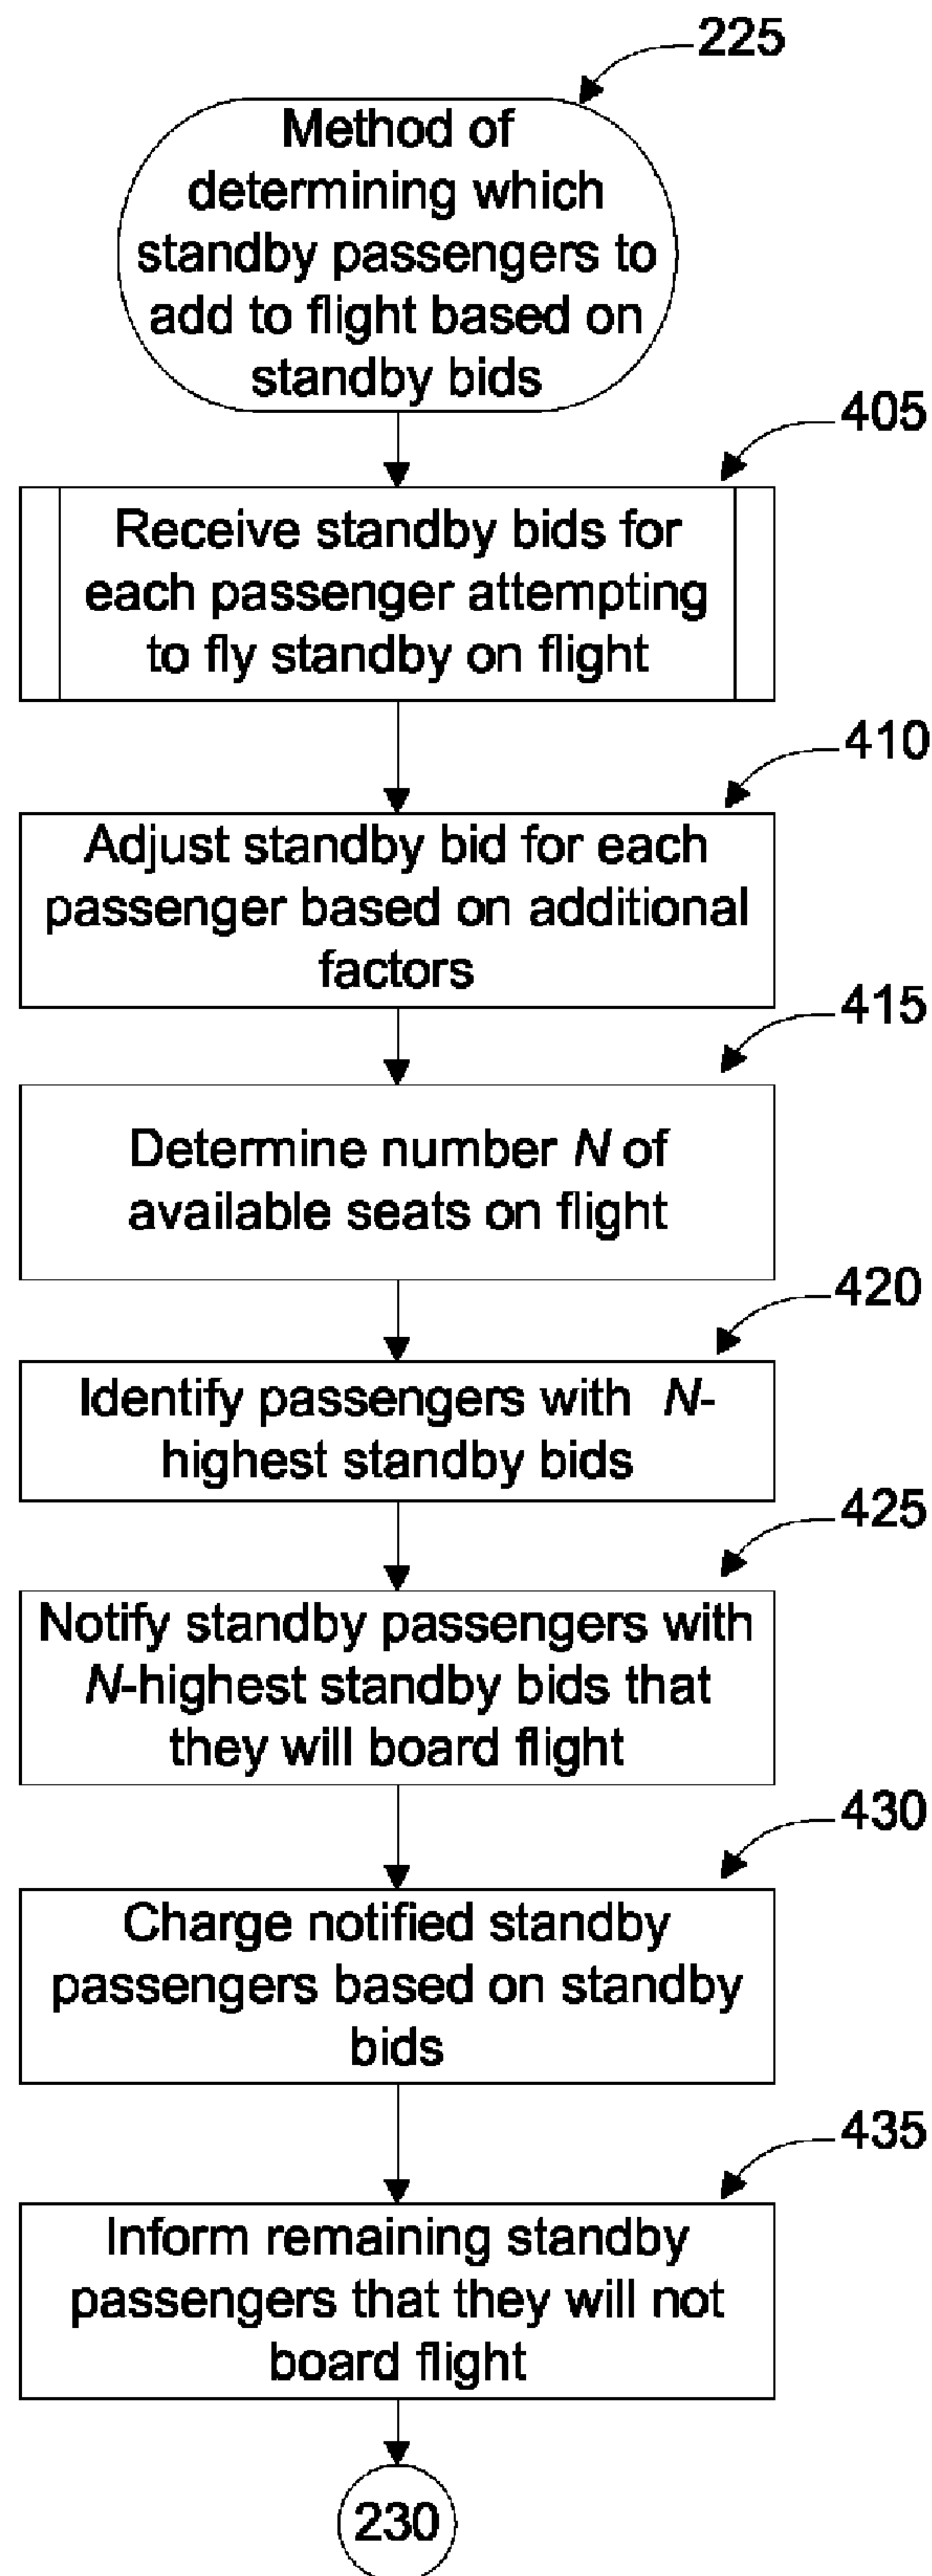 225
Method of
determining which
standby passengers to
add to flight based on
standby bids
405
Receive standby bids for
each passenger attempting
to fly standby on flight
410
Adjust standby bid for each
passenger based on additional
factors
415
Determine number N of
available seats on flight
420
Identify passengers with N-
highest standby bids
425
Notify standby passengers with
N-highest standby bids that
they will board flight
430
Charge notified standby
passengers based on standby
bids
435
Inform remaining standby
passengers that they will not
board flight
230